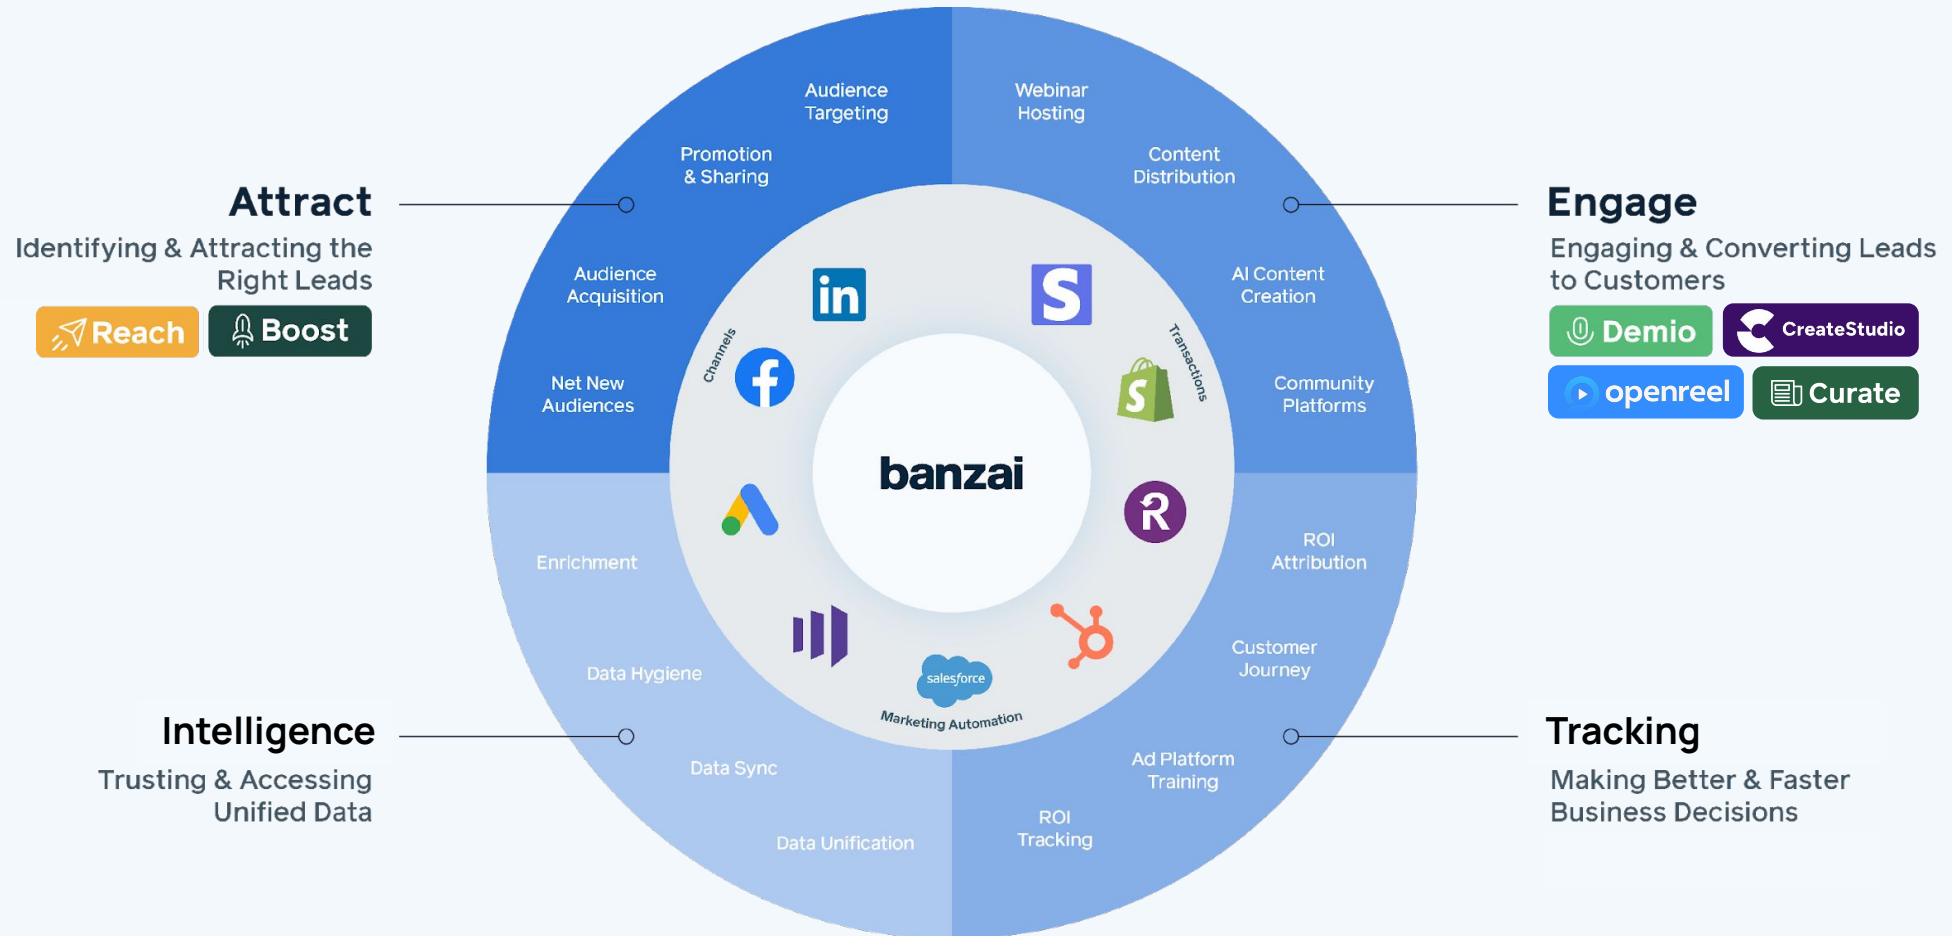 Attract
Identifying & Attracting the
Right Leads
Reach
Boost
Audience
Targeting
Promotion
& Sharing
Audience
Acquisition
Net New
Audiences
Webinar
Hosting
Content
Distribution
AI Content
Creation
Community
Platforms
Engage
Engaging & Converting Leads
to Customers
Demio
CreateStudio
openreel
Curate
Channels
in
f
S
S
Transactions
banzai
R
salesforce
Marketing Automation
Enrichment
Data Hygiene
Data Sync
Data Unification
ROI
Attribution
Customer
Journey
Ad Platform
Training
ROI
Tracking
Intelligence
Trusting & Accessing
Unified Data
Tracking
Making Better & Faster
Business Decisions